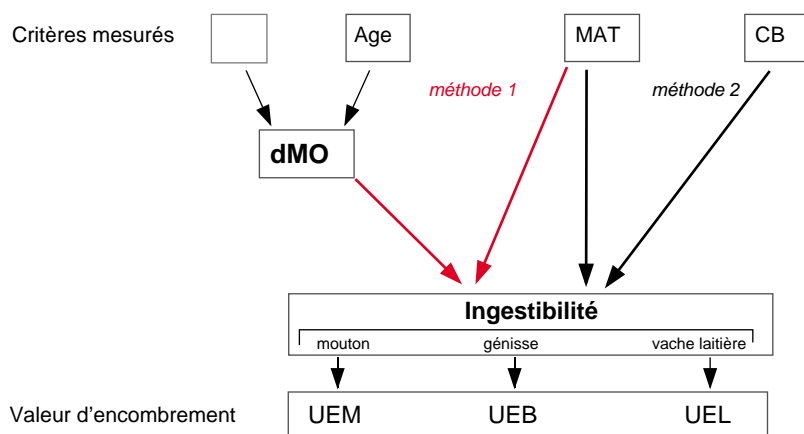 Critères mesurés
Age
MAT
CB
méthode 1
méthode 2
dMO
Ingestibilité
mouton génisse vache laitière
Valeur d'encombrement
UEM UEB UEL